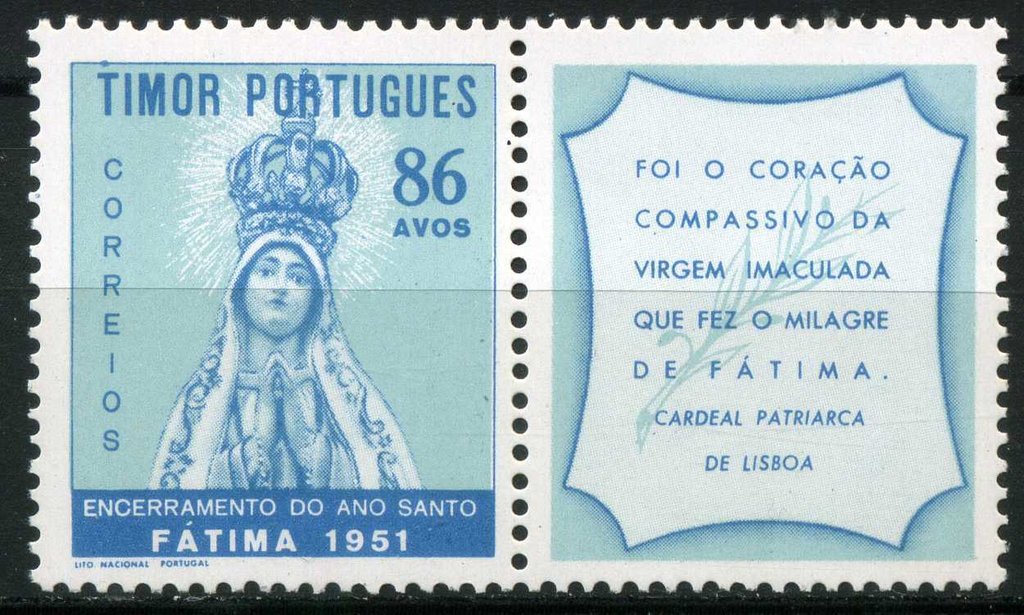 TIMOR PORTUGUES
CORREIOS
86
AVOS
ENCERRAMENTO DO ANO SANTO
FÁTIMA 1951
LITO NACIONAL PORTUGAL
FOI O CORAÇÃO
COMPASSIVO DA
VIRGEM IMACULADA
QUE FEZ O MILAGRE
DE FÁTIMA.
CARDEAL PATRIARCA
DE LISBOA